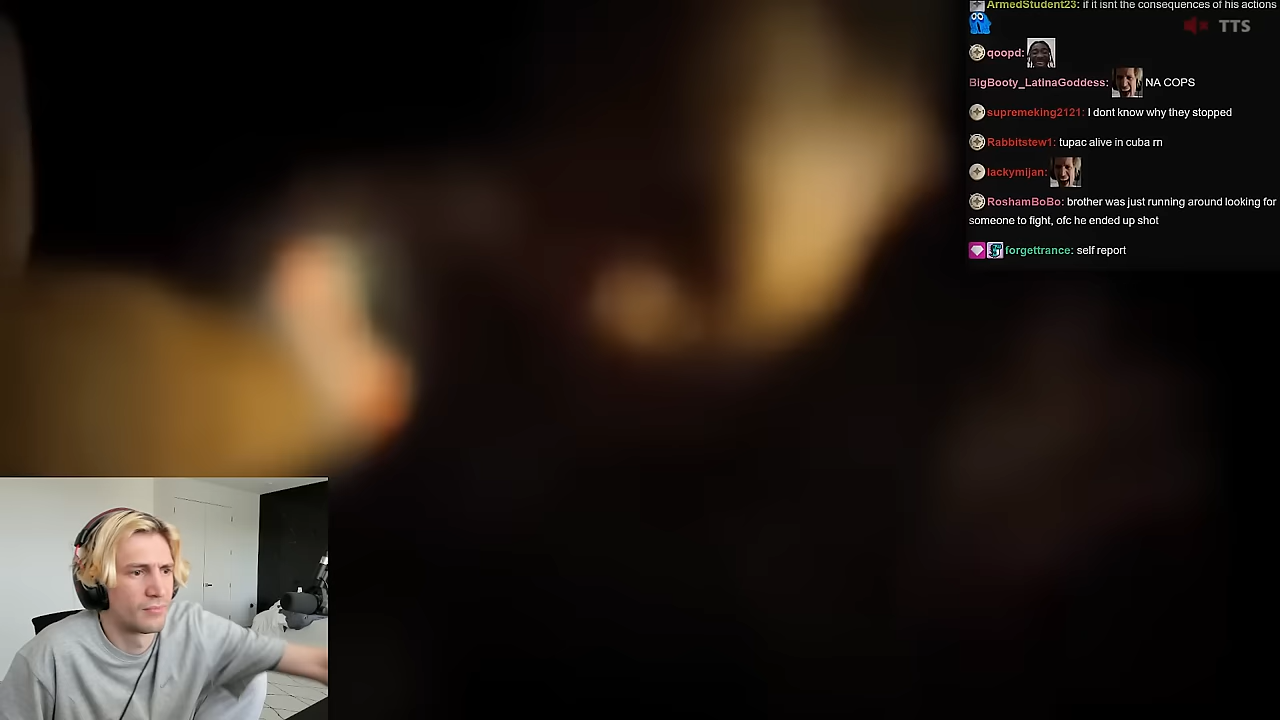 ArmedStudent23: if it isnt the consequences of his actions
TTS
qoopd:
BigBooty_LatinaGoddess: NA COPS
supremeking2121: I dont know why they stopped
Rabbitstew1: tupac alive in cuba rn
lackymijan:
RoshamBoBo: brother was just running around looking for
someone to fight, ofc he ended up shot
forgettrance: self report